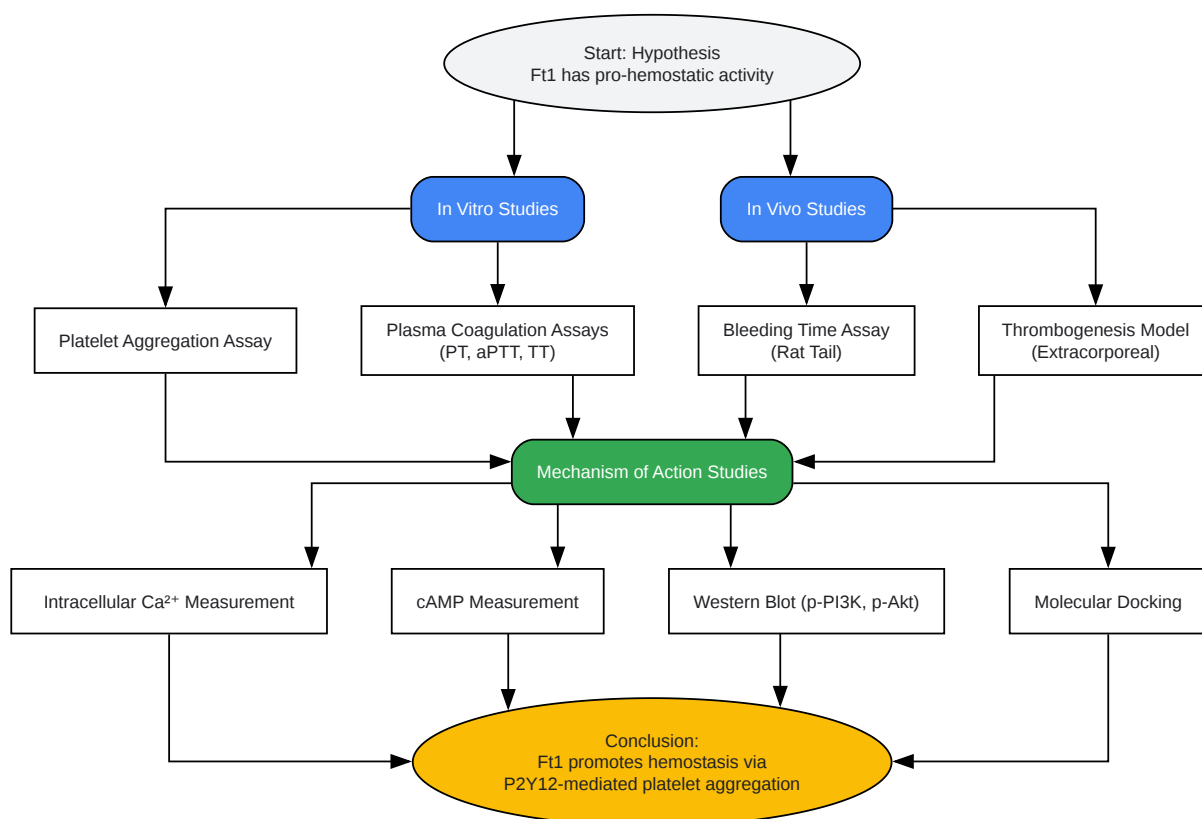 Start: Hypothesis
Ft1 has pro-hemostatic activity
In Vitro Studies
In Vivo Studies
Platelet Aggregation Assay
Plasma Coagulation Assays
(PT, aPTT, TT)
Bleeding Time Assay
(Rat Tail)
Thrombogenesis Model
(Extracorporeal)
Mechanism of Action Studies
Intracellular Ca²⁺ Measurement
cAMP Measurement
Western Blot (p-PI3K, p-Akt)
Molecular Docking
Conclusion:
Ft1 promotes hemostasis via
P2Y12-mediated platelet aggregation